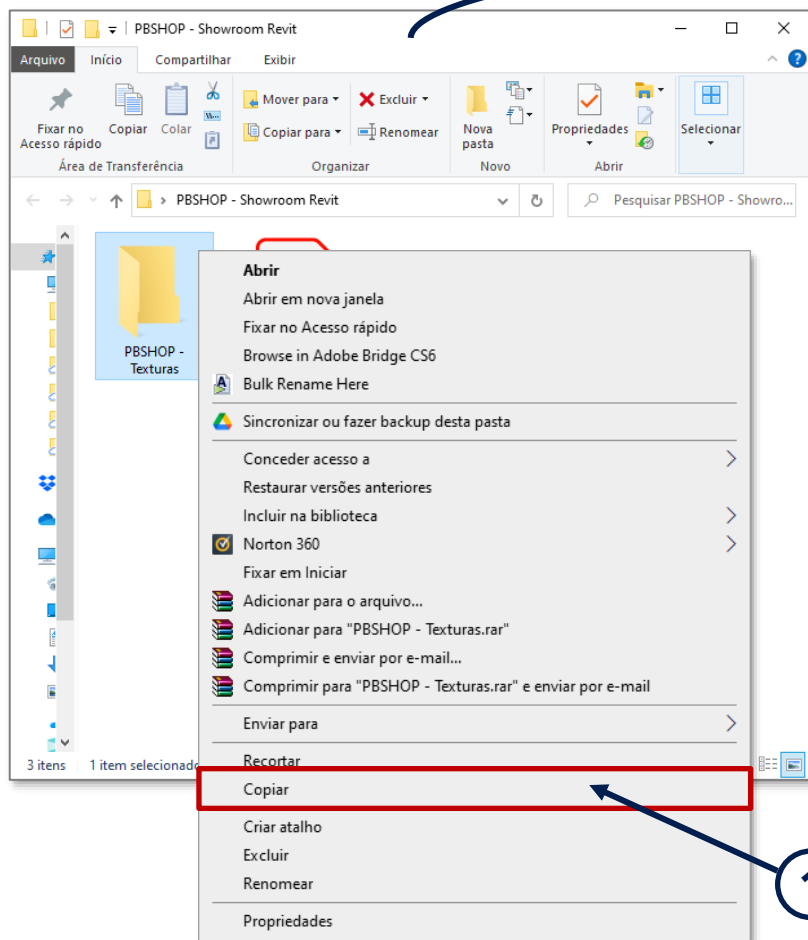 PBSHOP - Showroom Revit
Arquivo Início Compartilhar Exibir
Fixar no Acesso rápido
Copiar
Colar
Mover para
Copiar para
Excluir
Renomear
Nova pasta
Propriedades
Selecionar
Área de Transferência Organizar Novo Abrir
PBSHOP - Showroom Revit
Pesquisar PBSHOP - Showro...
PBSHOP -
Texturas
Abrir
Abrir em nova janela
Fixar no Acesso rápido
Browse in Adobe Bridge CS6
Bulk Rename Here
Sincronizar ou fazer backup desta pasta
Conceder acesso a
Restaurar versões anteriores
Incluir na biblioteca
Norton 360
Fixar em Iniciar
Adicionar para o arquivo...
Adicionar para "PBSHOP - Texturas.rar"
Comprimir e enviar por e-mail...
Comprimir para "PBSHOP - Texturas.rar" e enviar por e-mail
Enviar para
3 itens 1 item selecionado
Recortar
Copiar
Criar atalho
Excluir
Renomear
Propriedades